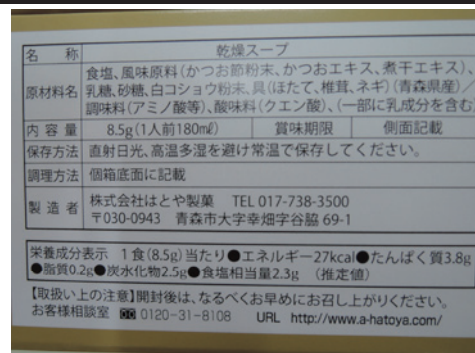 名称 乾燥スープ
原材料名 食塩、風味原料(かつお節粉末、かつおエキス、煮干エキス)、
乳糖、砂糖、白コショウ粉末、具(ほたて、椎茸、ネギ)(青森県産)/
調味料(アミノ酸等)、酸味料(クエン酸)、(一部に乳成分を含む)
内容量 8.5g(1人前180㎖) 賞味期限 側面記載
保存方法 直射日光、高温多湿を避け常温で保存してください。
調理方法 個箱底面に記載
製造者 株式会社はとや製菓 TEL 017-738-3500
〒030-0943 青森市大字幸畑字谷脇 69-1
栄養成分表示 1食(8.5g)当たり●エネルギー27kcal●たんぱく質3.8g
●脂質0.2g●炭水化物2.5g●食塩相当量2.3g (推定値)
【取扱い上の注意】開封後は、なるべくお早めにお召し上がりください。
お客様相談室 0120-31-8108 URL http://www.a-hatoya.com/